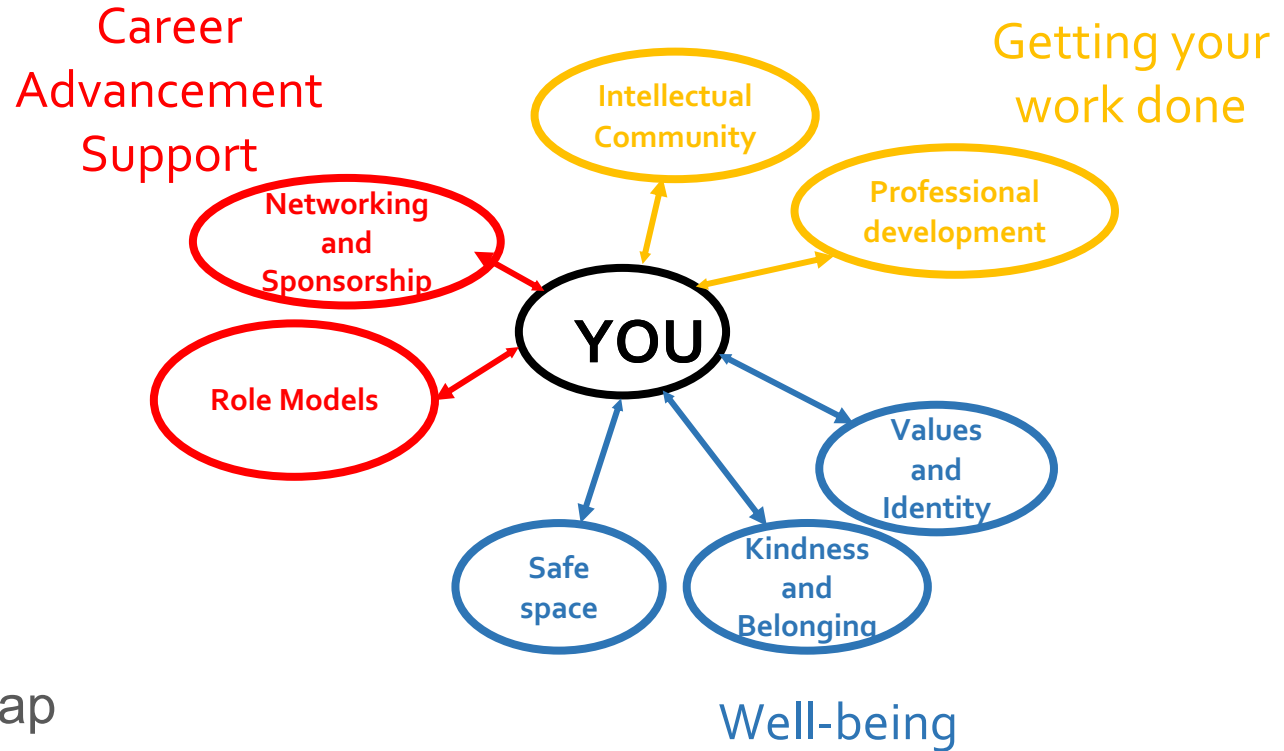 Career
Advancement
Support
Getting your
work done
Intellectual
Community
Professional
development
Networking
and
Sponsorship
YOU
Role Models
Values
and
Identity
Safe
space
Kindness
and
Belonging
ap
Well-being